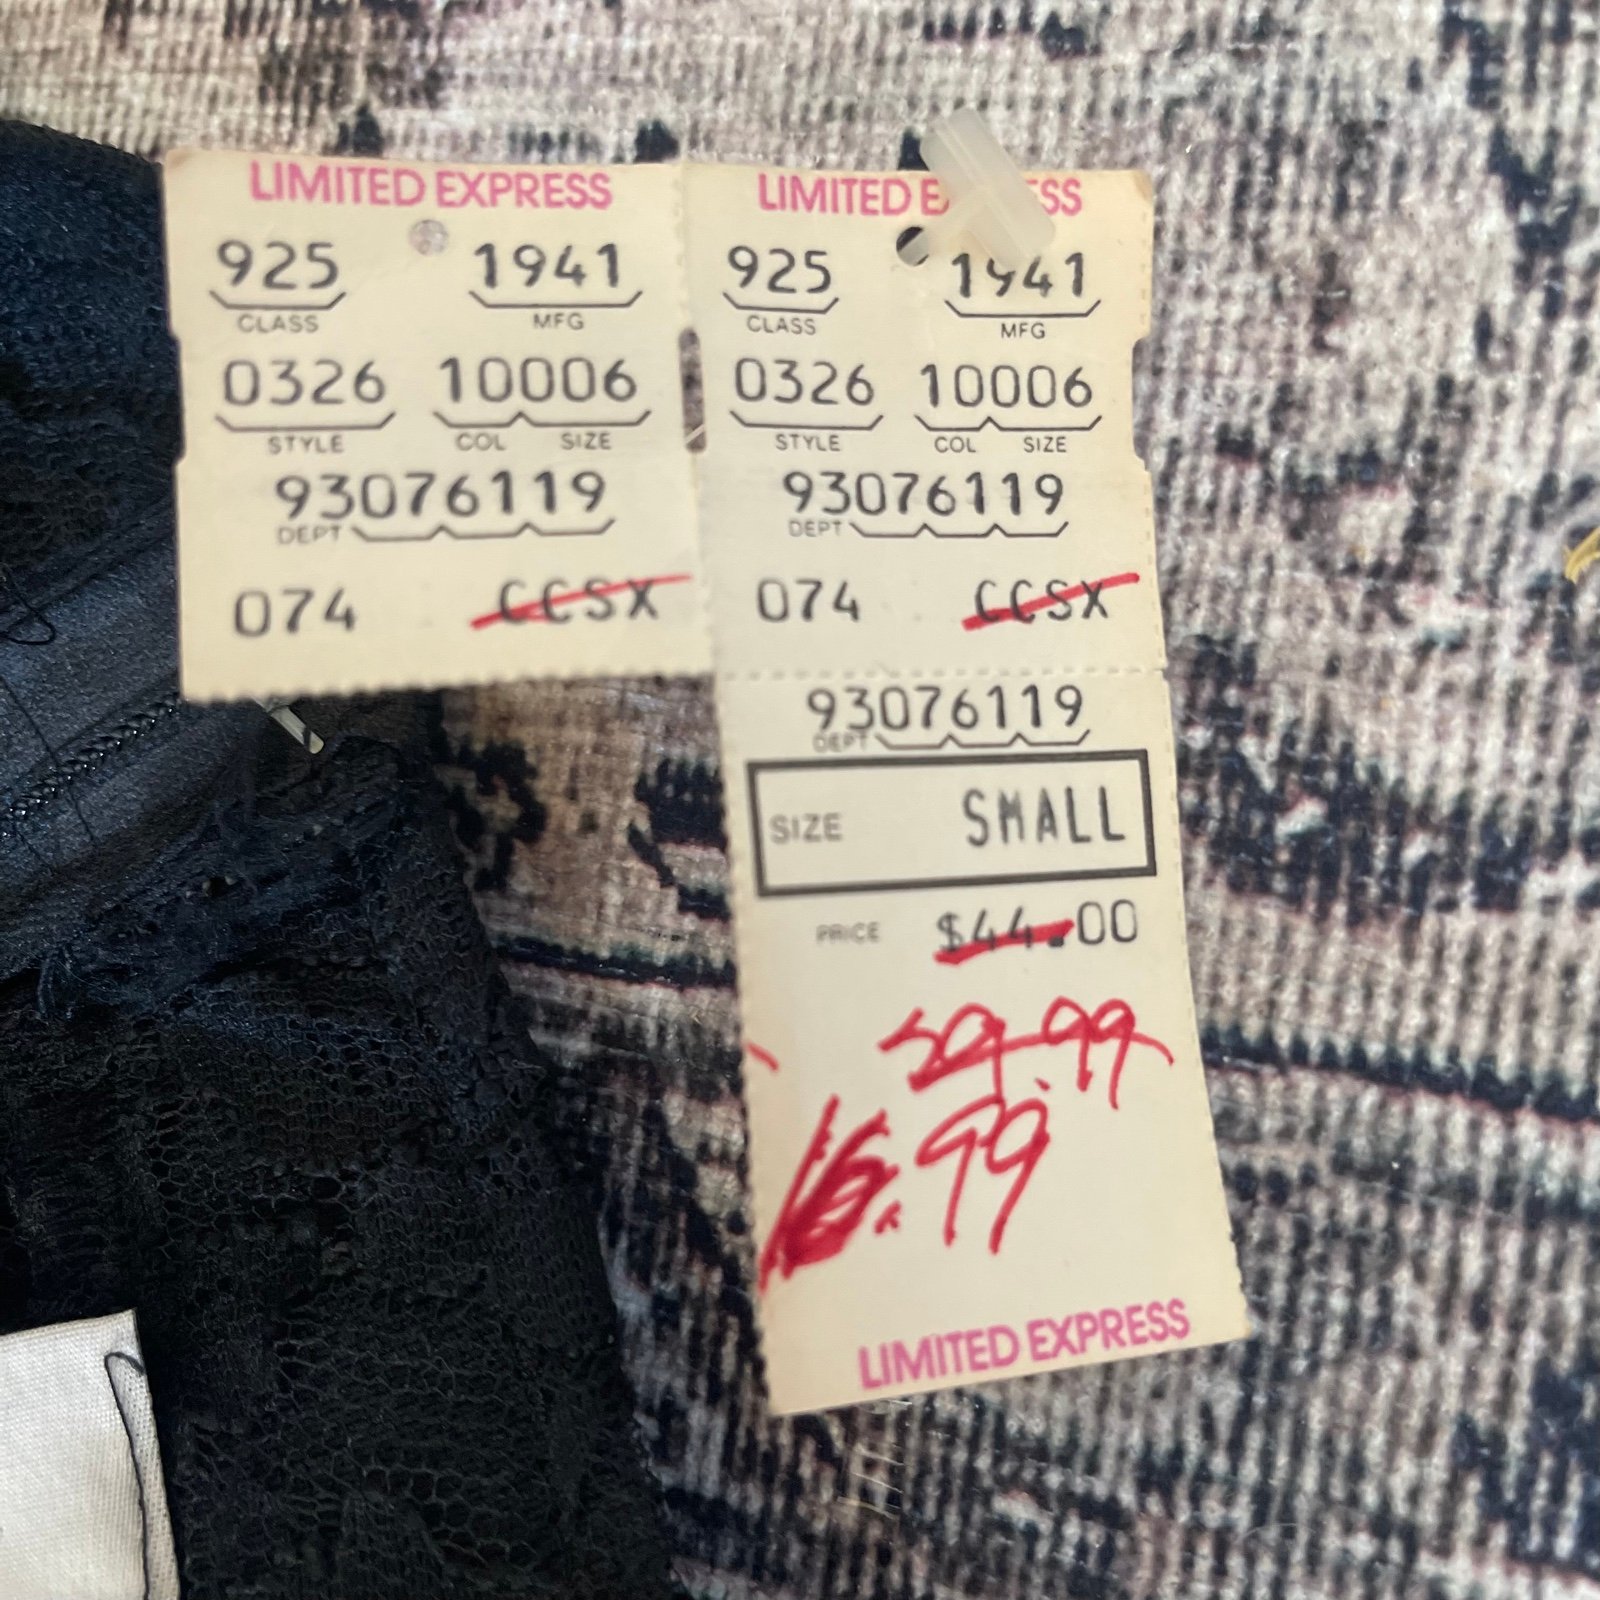 LIMITED EXPRESS
925 1941
CLASS MFG
0326 10006
STYLE COL SIZE
93076119
DEPT
074 CCSX
LIMITED EXPRESS
925 1941
CLASS MFG
0326 10006
STYLE COL SIZE
93076119
DEPT
074 CCSX
93076119
DEPT
SIZE SMALL
PRICE $44.00
29.99
.99
LIMITED EXPRESS